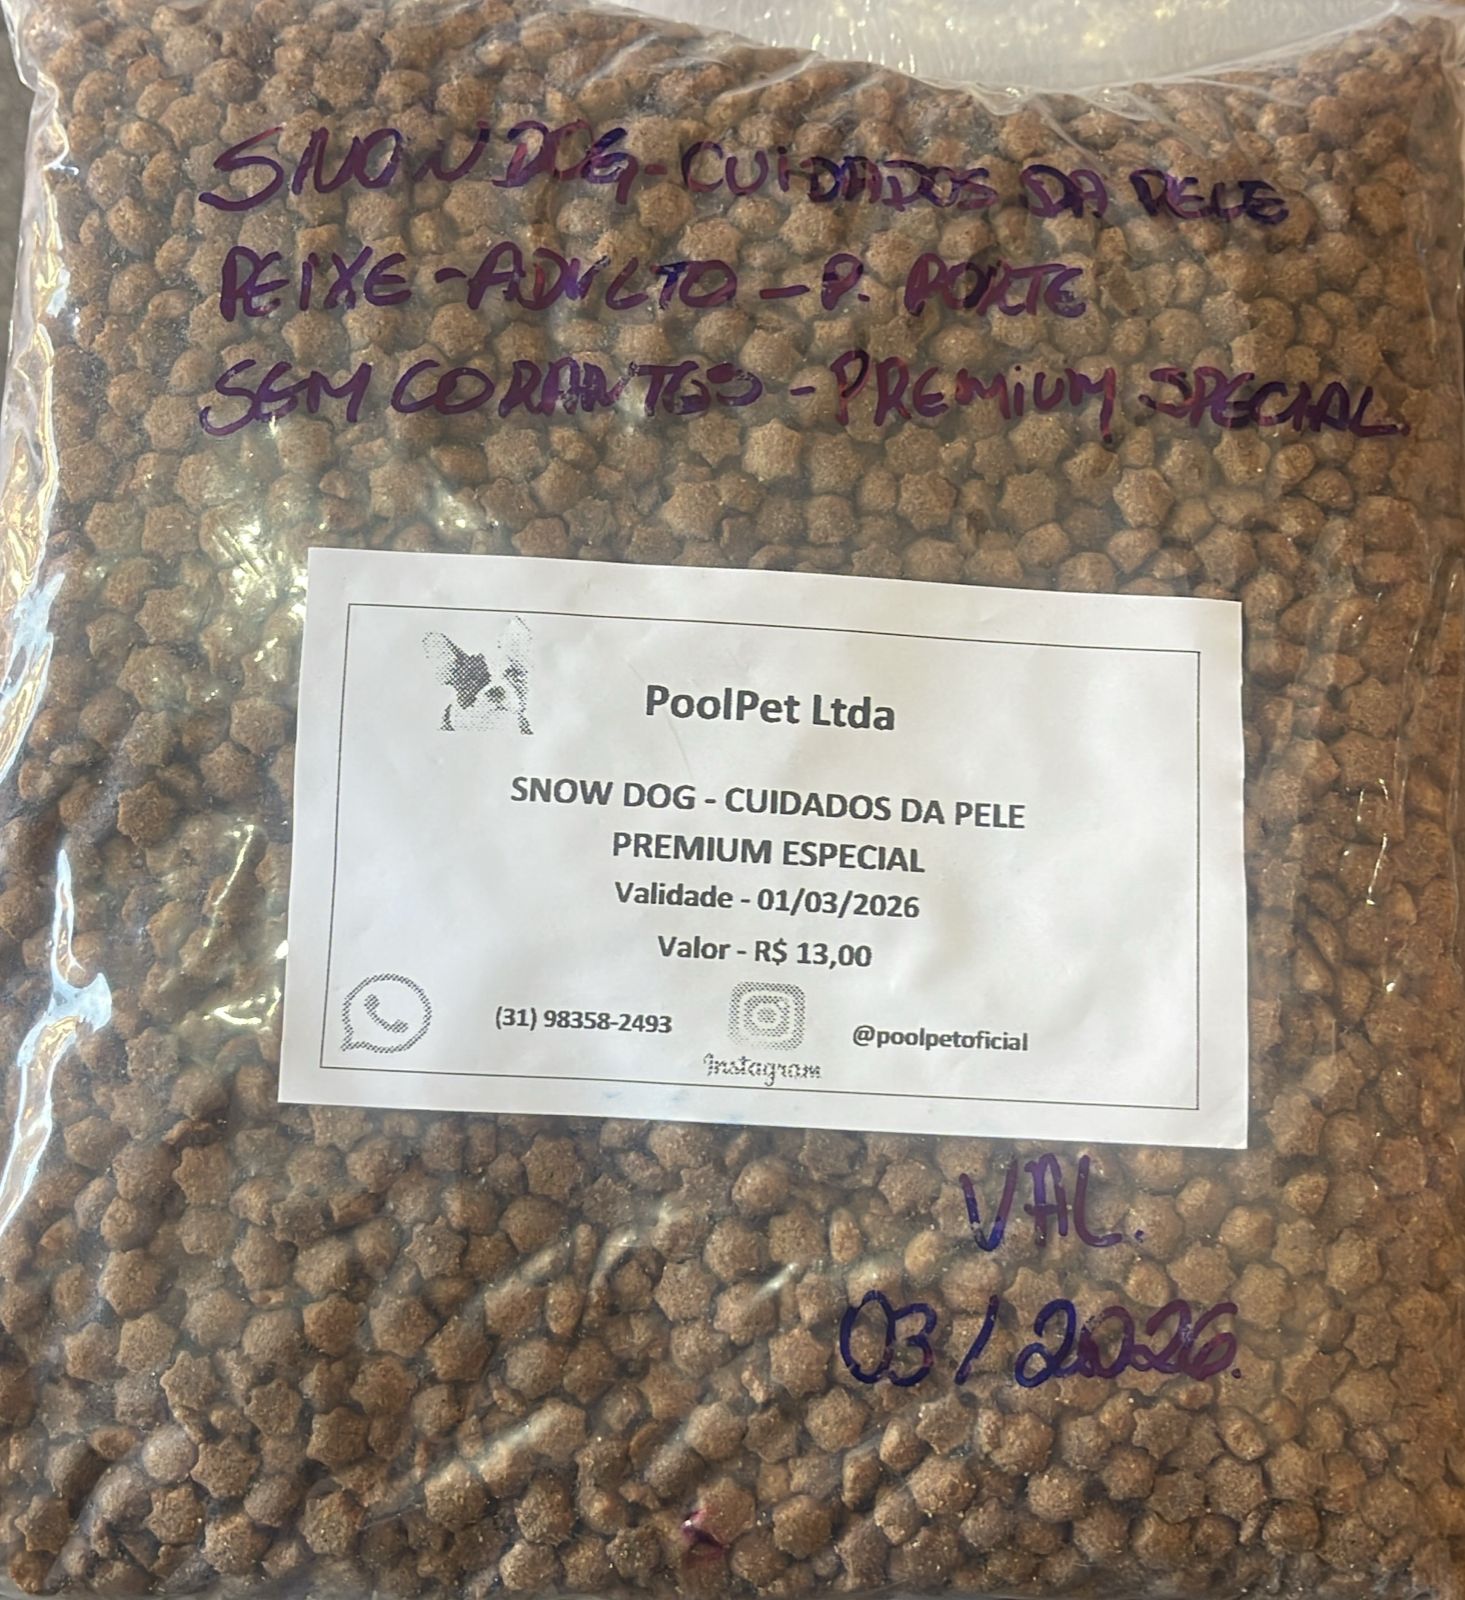 SNOW DOG - CUIDADOS DA PELE
PEIXE - ADULTO - P. PORTE
SEM CORANTES - PREMIUM SPECIAL.
PoolPet Ltda
SNOW DOG - CUIDADOS DA PELE
PREMIUM ESPECIAL
Validade - 01/03/2026
Valor - R$ 13,00
(31) 98358-2493
@poolpetoficial
Instagram
VAL.
03/2026.